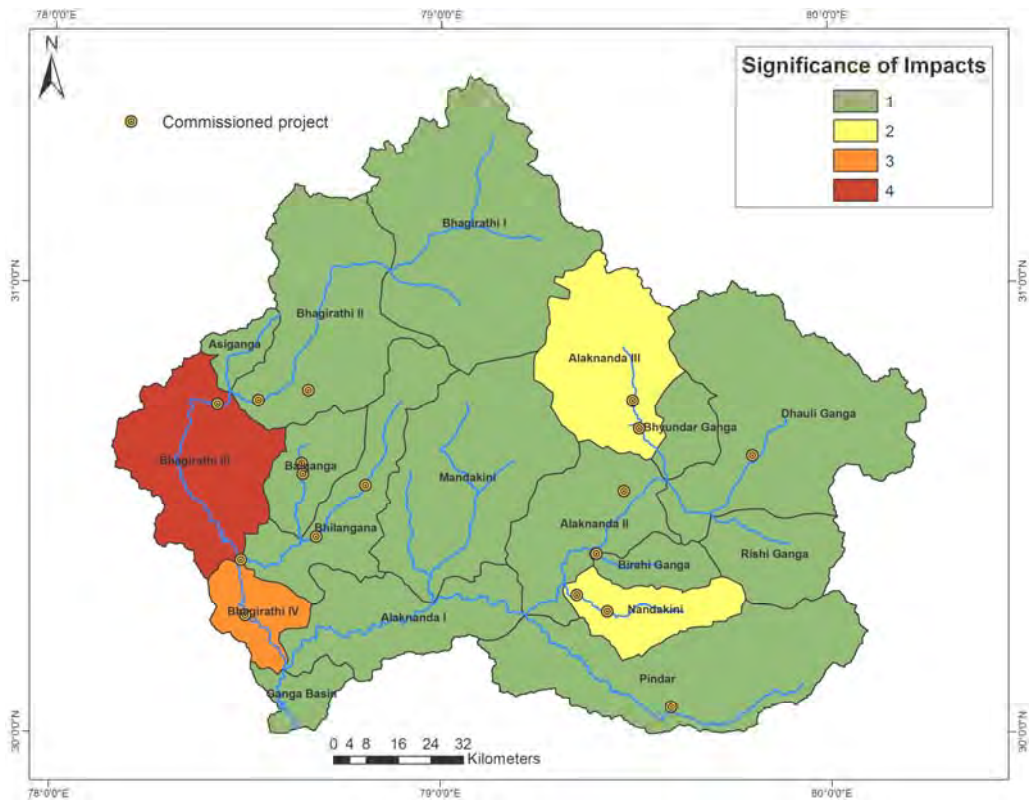 78°0'0"E
79°0'0"E
80°0'0"E
N
Commissioned project
Significance of Impacts
1
2
3
4
31°0'0"N
31°0'0"N
Bhagirathi I
Bhagirathi II
Asiganga
Alaknanda III
Bhyundar Ganga
Dhauli Ganga
Bhagirathi III
Balganga
Mandakini
Bhilangana
Alaknanda II
Rishi Ganga
Birahi Ganga
Bhagirathi IV
Alaknanda I
Nandakini
Pindar
Ganga Basin
30°0'0"N
30°0'0"N
0 4 8 16 24 32
Kilometers
78°0'0"E
79°0'0"E
80°0'0"E